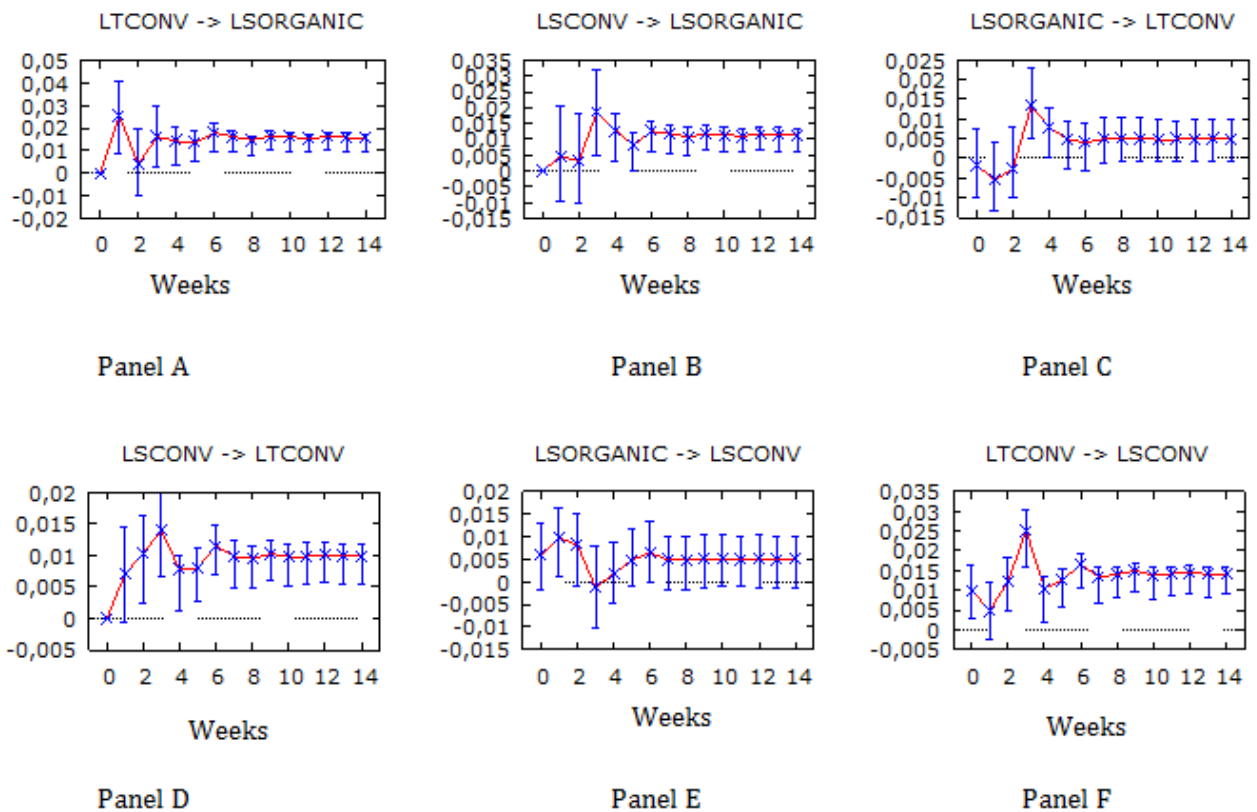 LTCONV -> LSORGANIC
LSCONV -> LSORGANIC
LSORGANIC -> LTCONV
0,05
0,04
0,03
0,02
0,01
0
-0,01
-0,02
0 2 4 6 8 10 12 14
Weeks
0,035
0,03
0,025
0,02
0,015
0,01
0,005
0
-0,005
-0,01
-0,015
0 2 4 6 8 10 12 14
Weeks
0,025
0,02
0,015
0,01
0,005
0
-0,005
-0,01
-0,015
0 2 4 6 8 10 12 14
Weeks
Panel A
Panel B
Panel C
LSCONV -> LTCONV
LSORGANIC -> LSCONV
LTCONV -> LSCONV
0,02
0,015
0,01
0,005
0
-0,005
0 2 4 6 8 10 12 14
Weeks
0,02
0,015
0,01
0,005
0
-0,005
-0,01
-0,015
0 2 4 6 8 10 12 14
Weeks
0,035
0,03
0,025
0,02
0,015
0,01
0,005
0
-0,005
0 2 4 6 8 10 12 14
Weeks
Panel D
Panel E
Panel F